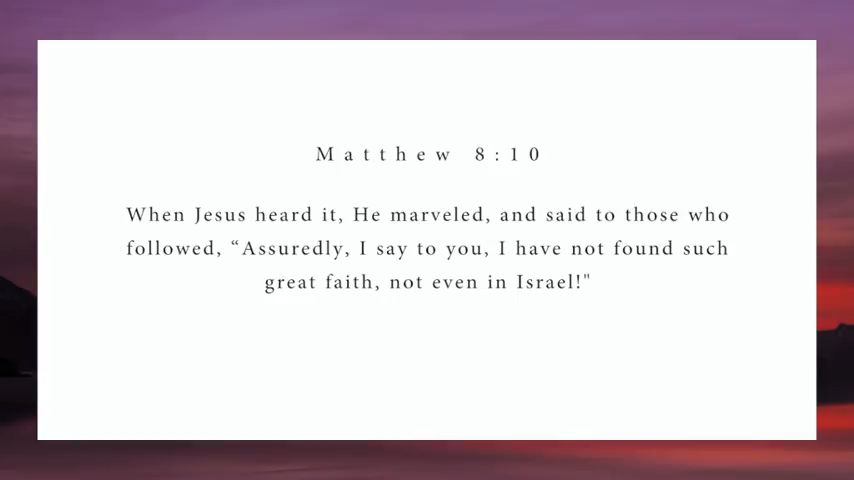 Matthew 8:10
When Jesus heard it, He marveled, and said to those who
followed, “Assuredly, I say to you, I have not found such
great faith, not even in Israel!"